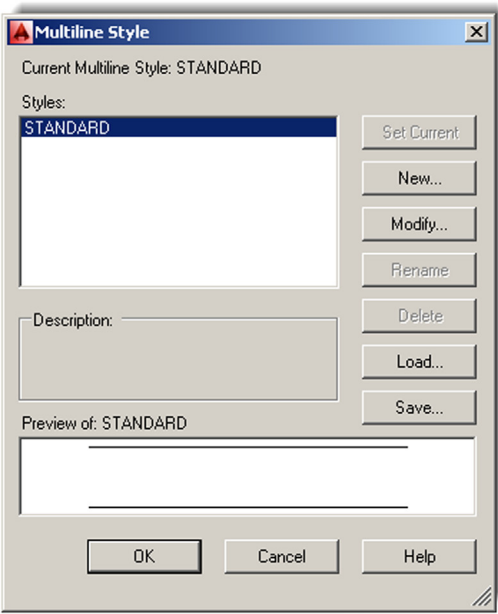 Multiline Style
Current Multiline Style: STANDARD
Styles:
STANDARD
Set Current
New...
Modify...
Rename
Delete
Load...
Save...
Description:
Preview of: STANDARD
OK
Cancel
Help